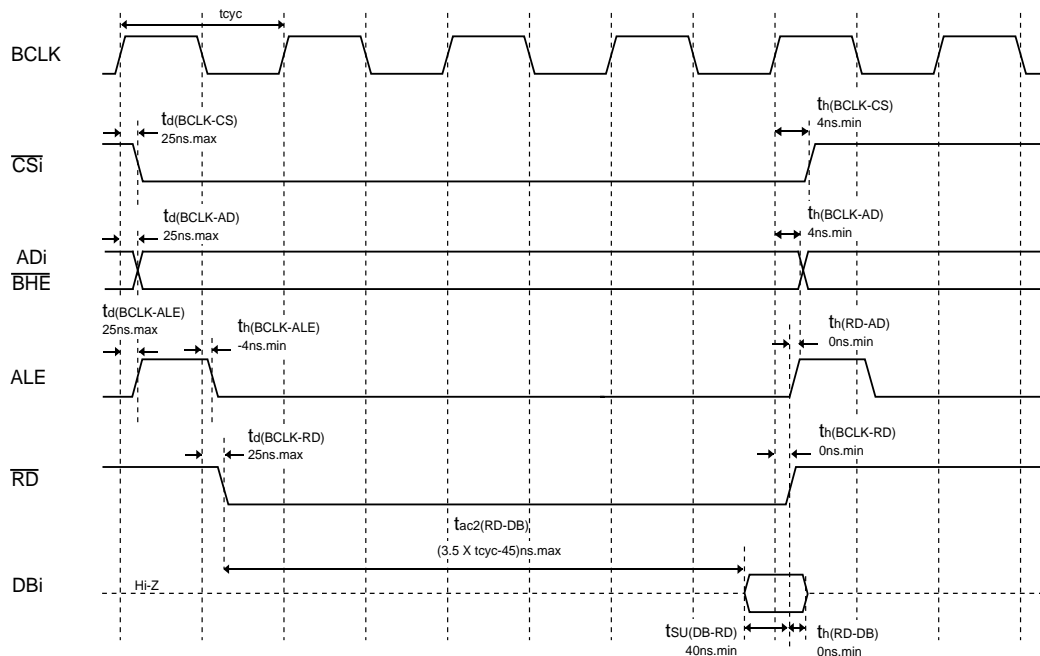 tcyc
BCLK
td(BCLK-CS)
25ns.max
th(BCLK-CS)
4ns.min
CSi
td(BCLK-AD)
25ns.max
th(BCLK-AD)
4ns.min
ADi
BHE
td(BCLK-ALE)
25ns.max
th(BCLK-ALE)
-4ns.min
th(RD-AD)
0ns.min
ALE
td(BCLK-RD)
25ns.max
th(BCLK-RD)
0ns.min
RD
tac2(RD-DB)
(3.5 X tcyc-45)ns.max
DBi
Hi-Z
tSU(DB-RD)
40ns.min
th(RD-DB)
0ns.min